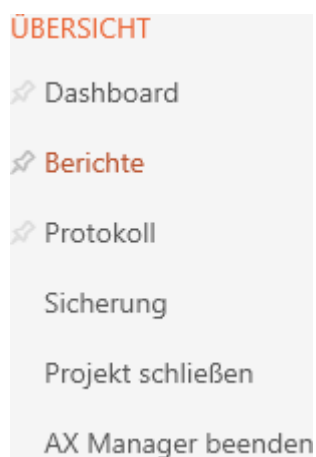 ÜBERSICHT
Dashboard
Berichte
Protokoll
Sicherung
Projekt schließen
AX Manager beenden